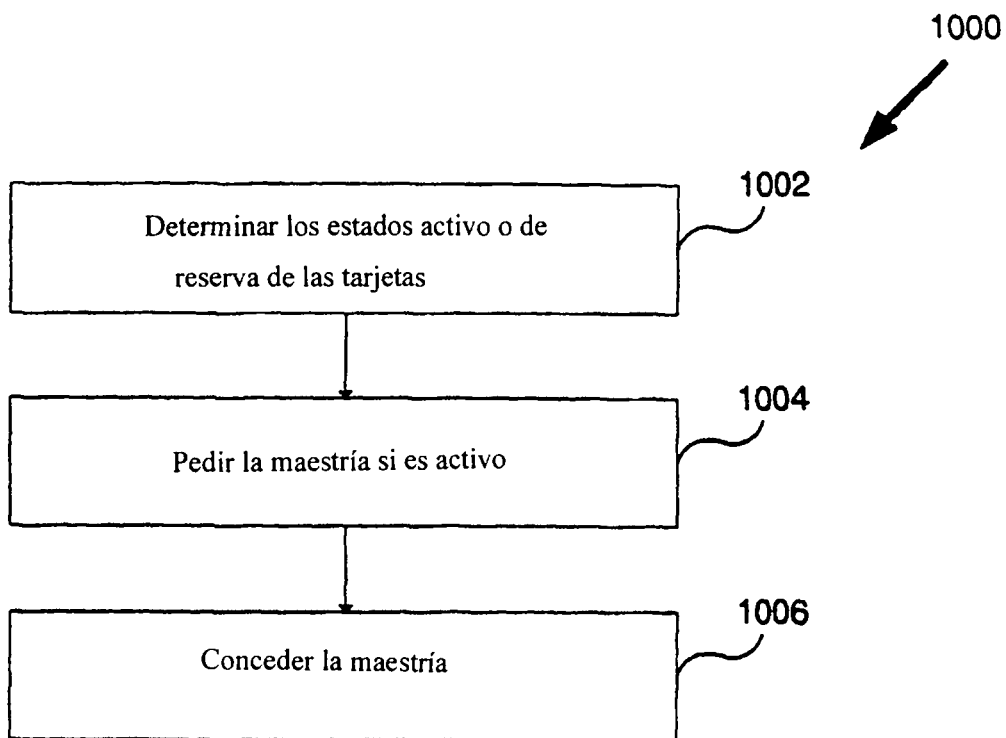 1000
1002
Determinar los estados activo o de
reserva de las tarjetas
1004
Pedir la maestría si es activo
1006
Conceder la maestría